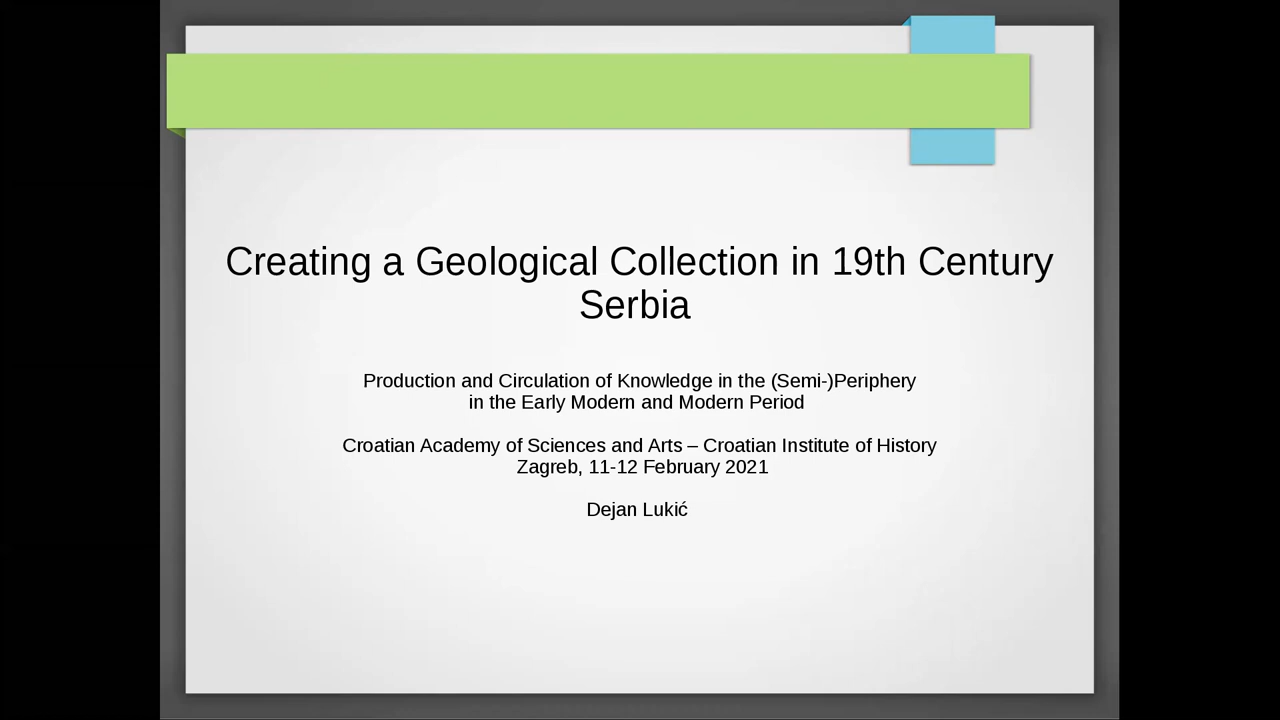 Creating a Geological Collection in 19th Century
Serbia
Production and Circulation of Knowledge in the (Semi-)Periphery
in the Early Modern and Modern Period
Croatian Academy of Sciences and Arts – Croatian Institute of History
Zagreb, 11-12 February 2021
Dejan Lukić